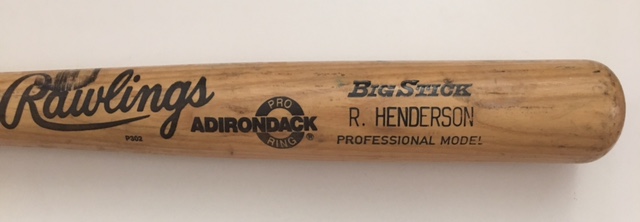 Rawlings
P302
PRO
ADIRONDACK
RING ®
BIG STICK
R. HENDERSON
PROFESSIONAL MODEL